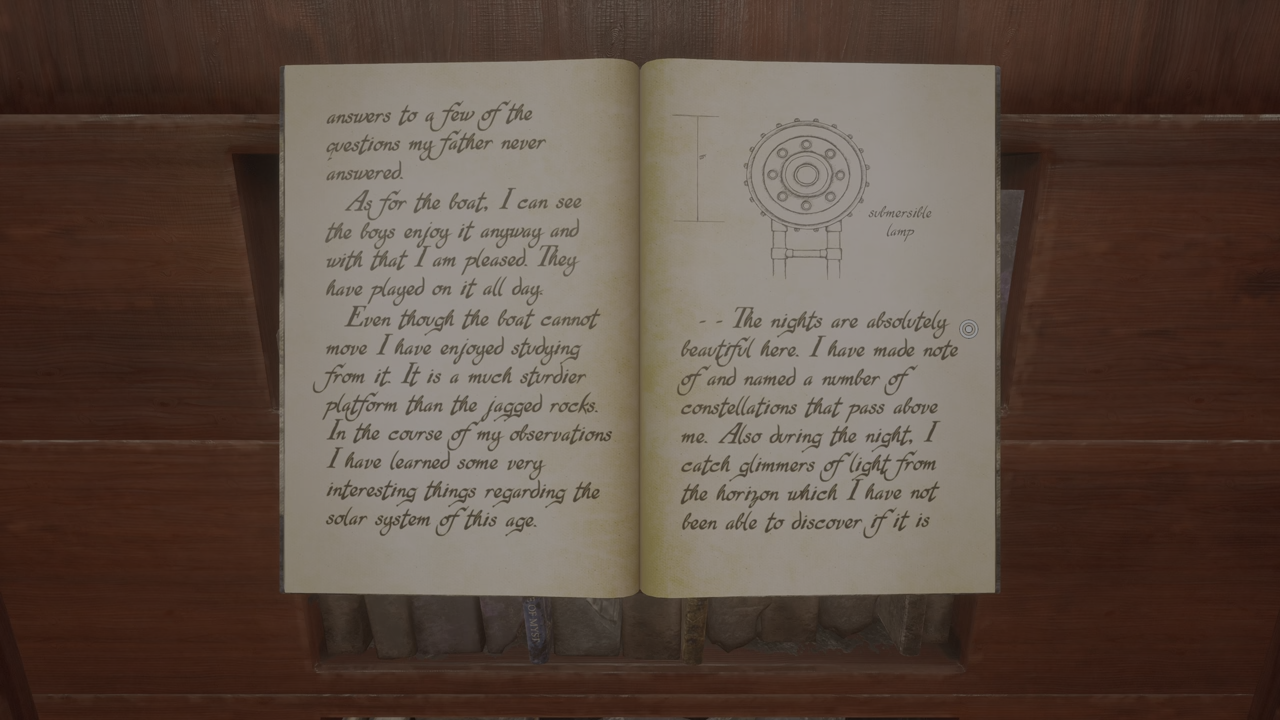 answers to a few of the
questions my father never
answered.
As for the boat, I can see
the boys enjoy it anyway and
with that I am pleased. They
have played on it all day.
Even though the boat cannot
move I have enjoyed studying
from it. It is a much sturdier
platform than the jagged rocks.
In the course of my observations
I have learned some very
interesting things regarding the
solar system of this age.
submersible
lamp
- - The nights are absolutely
beautiful here. I have made note
of and named a number of
constellations that pass above
me. Also during the night, I
catch glimmers of light from
the horizon which I have not
been able to discover if it is
OF MYST